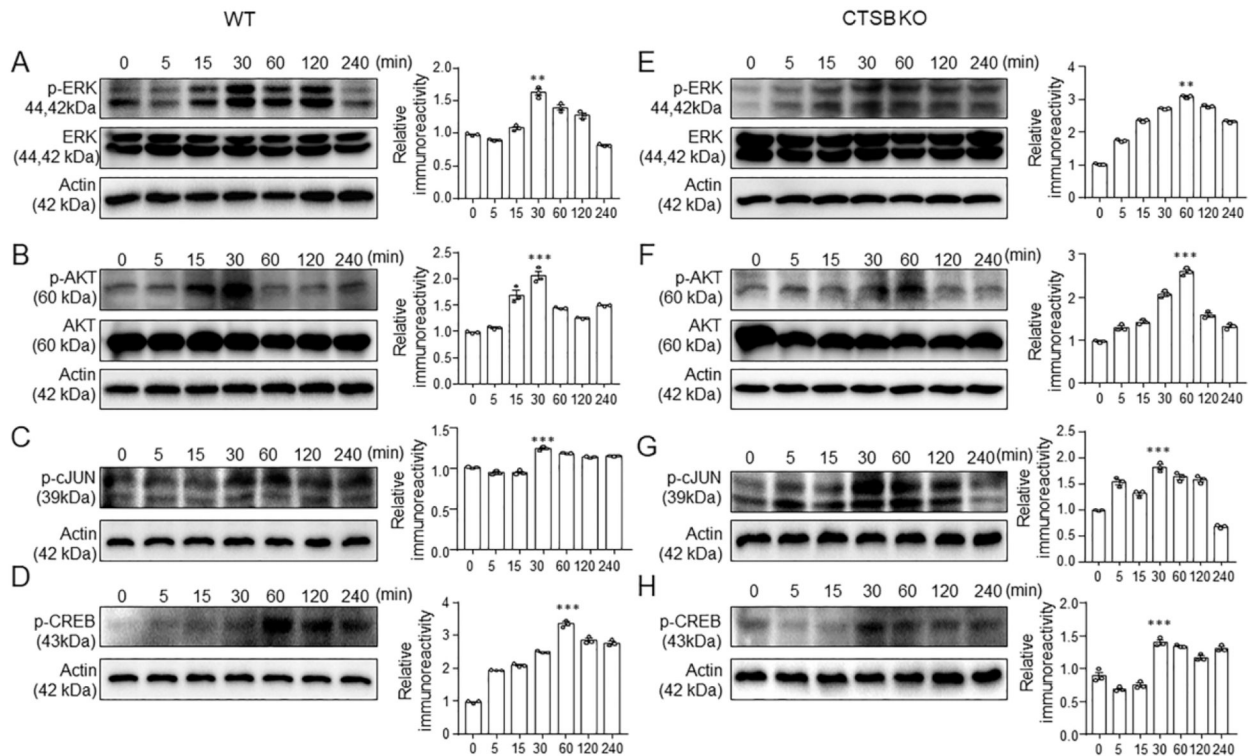 WT
CTSBKO
A
0 5 15 30 60 120 240 (min)
p-ERK
44,42kDa
ERK
(44,42 kDa)
Actin
(42 kDa)
Relative
immunoreactivity
2.0
1.5
1.0
0.5
0.0
**
0 5 15 30 60 120 240
E
0 5 15 30 60 120 240 (min)
p-ERK
44,42kDa
ERK
(44,42 kDa)
Actin
(42 kDa)
Relative
immunoreactivity
4
3
2
1
0
**
0 5 15 30 60 120 240
B
0 5 15 30 60 120 240 (min)
p-AKT
(60 kDa)
AKT
(60 kDa)
Actin
(42 kDa)
Relative
immunoreactivity
2.5
2.0
1.5
1.0
0.5
0.0
***
0 5 15 30 60 120 240
F
0 5 15 30 60 120 240 (min)
p-AKT
(60 kDa)
AKT
(60 kDa)
Actin
(42 kDa)
Relative
immunoreactivity
3
2
1
0
***
0 5 15 30 60 120 240
C
0 5 15 30 60 120 240 (min)
p-cJUN
(39kDa)
Actin
(42 kDa)
Relative
immunoreactivity
1.5
1.0
0.5
0.0
***
0 5 15 30 60 120 240
G
0 5 15 30 60 120 240 (min)
p-cJUN
(39kDa)
Actin
(42 kDa)
Relative
immunoreactivity
2.5
2.0
1.5
1.0
0.5
0.0
***
0 5 15 30 60 120 240
D
0 5 15 30 60 120 240 (min)
p-CREB
(43kDa)
Actin
(42 kDa)
Relative
immunoreactivity
4
3
2
1
0
***
0 5 15 30 60 120 240
H
0 5 15 30 60 120 240 (min)
p-CREB
(43kDa)
Actin
(42 kDa)
Relative
immunoreactivity
2.0
1.5
1.0
0.5
0.0
***
0 5 15 30 60 120 240